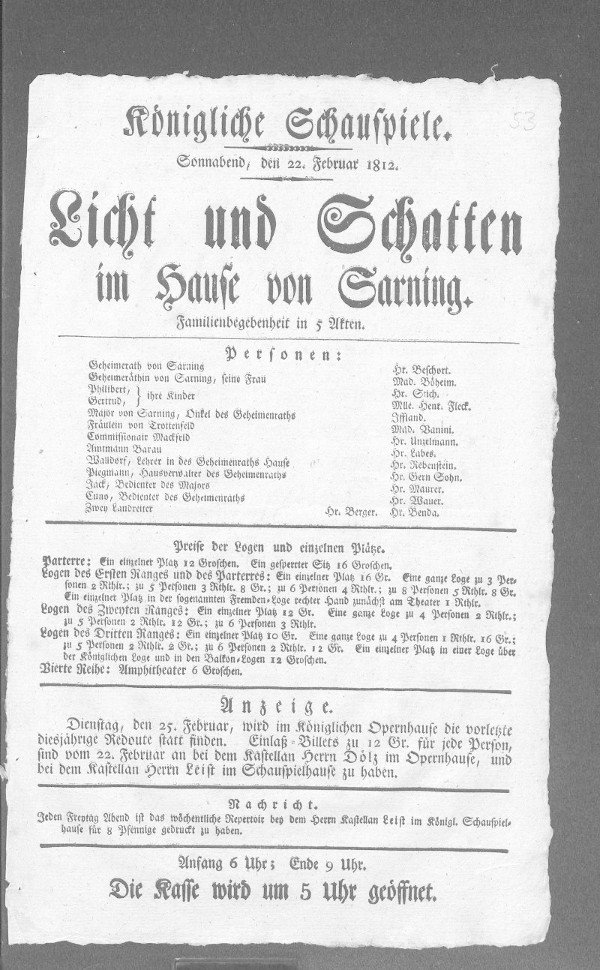 53
Königliche Schauspiele.
Sonnabend, den 22. Februar 1812.
Licht und Schatten
im Hause von Sarning.
Familienbegebenheit in 5 Akten.
Personen:
Geheimerath von Sarning Hr. Beschort.
Geheimeräthin von Sarning, seine Frau Mad. Böheim.
Philibert, } ihre Kinder Hr. Stich.
Gertrud, Mlle. Henr. Fleck.
Major von Sarning, Onkel des Geheimenraths Iffland.
Fräulein von Trottenfeld Mad. Vanini.
Commissionair Mackfeld Hr. Unzelmann.
Amtmann Barau Hr. Labes.
Walldorf, Lehrer in des Geheimenraths Hause Hr. Rebenstein.
Piegmann, Hausverwalter des Geheimenraths Hr. Gern Sohn.
Jack, Bedienter des Majors Hr. Maurer.
Cuno, Bedienter des Geheimenraths Hr. Wauer.
Zwey Landreiter Hr. Berger. Hr. Benda.
Preise der Logen und einzelnen Plätze.
Parterre: Ein einzelner Platz 12 Groschen. Ein gesperrter Sitz 16 Groschen.
Logen des Ersten Ranges und des Parterres: Ein einzelner Platz 16 Gr. Eine ganze Loge zu 3 Per-
sonen 2 Rthlr.; zu 5 Personen 3 Rthlr. 8 Gr.; zu 6 Personen 4 Rthlr.; zu 8 Personen 5 Rthlr. 8 Gr.
Ein einzelner Platz in der sogenannten Fremden-Loge rechter Hand zunächst am Theater 1 Rthlr.
Logen des Zweyten Ranges: Ein einzelner Platz 12 Gr. Eine ganze Loge zu 4 Personen 2 Rthlr.;
zu 5 Personen 2 Rthlr. 12 Gr.; zu 6 Personen 3 Rthlr.
Logen des Dritten Ranges: Ein einzelner Platz 10 Gr. Eine ganze Loge zu 4 Personen 1 Rthlr. 16 Gr.;
zu 5 Personen 2 Rthlr. 2 Gr.; zu 6 Personen 2 Rthlr. 12 Gr. Ein einzelner Platz in einer Loge über
der Königlichen Loge und in den Balkon-Logen 12 Groschen.
Vierte Reihe: Amphitheater 6 Groschen.
Anzeige.
Dienstag, den 25. Februar, wird im Königlichen Opernhause die vorletzte
diesjährige Redoute statt finden. Einlaß-Billets zu 12 Gr. für jede Person,
sind vom 22. Februar an bei dem Kastellan Herrn Dölz im Opernhause, und
bei dem Kastellan Herrn Leist im Schauspielhause zu haben.
Nachricht.
Jeden Freytag Abend ist das wöchentliche Repertoir bey dem Herrn Kastellan Leist im Königl. Schauspiel-
hause für 8 Pfennige gedruckt zu haben.
Anfang 6 Uhr; Ende 9 Uhr.
Die Kasse wird um 5 Uhr geöffnet.